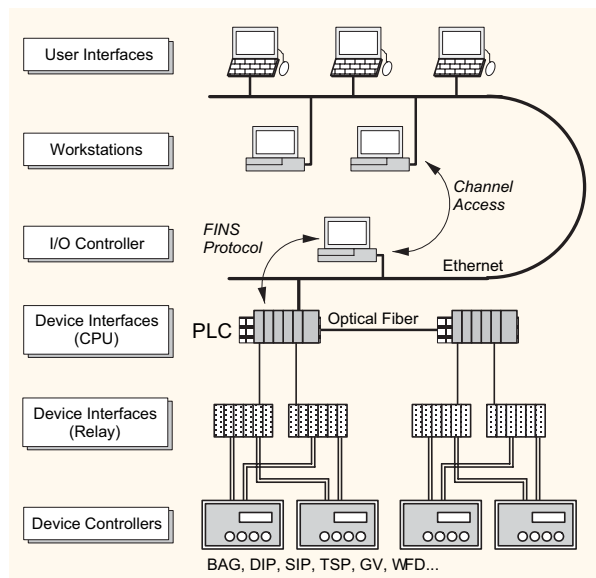 User Interfaces
Workstations
Channel
Access
FINS
Protocol
I/O Controller
Ethernet
Device Interfaces
(CPU)
PLC
Optical Fiber
Device Interfaces
(Relay)
Device Controllers
BAG, DIP, SIP, TSP, GV, WFD...